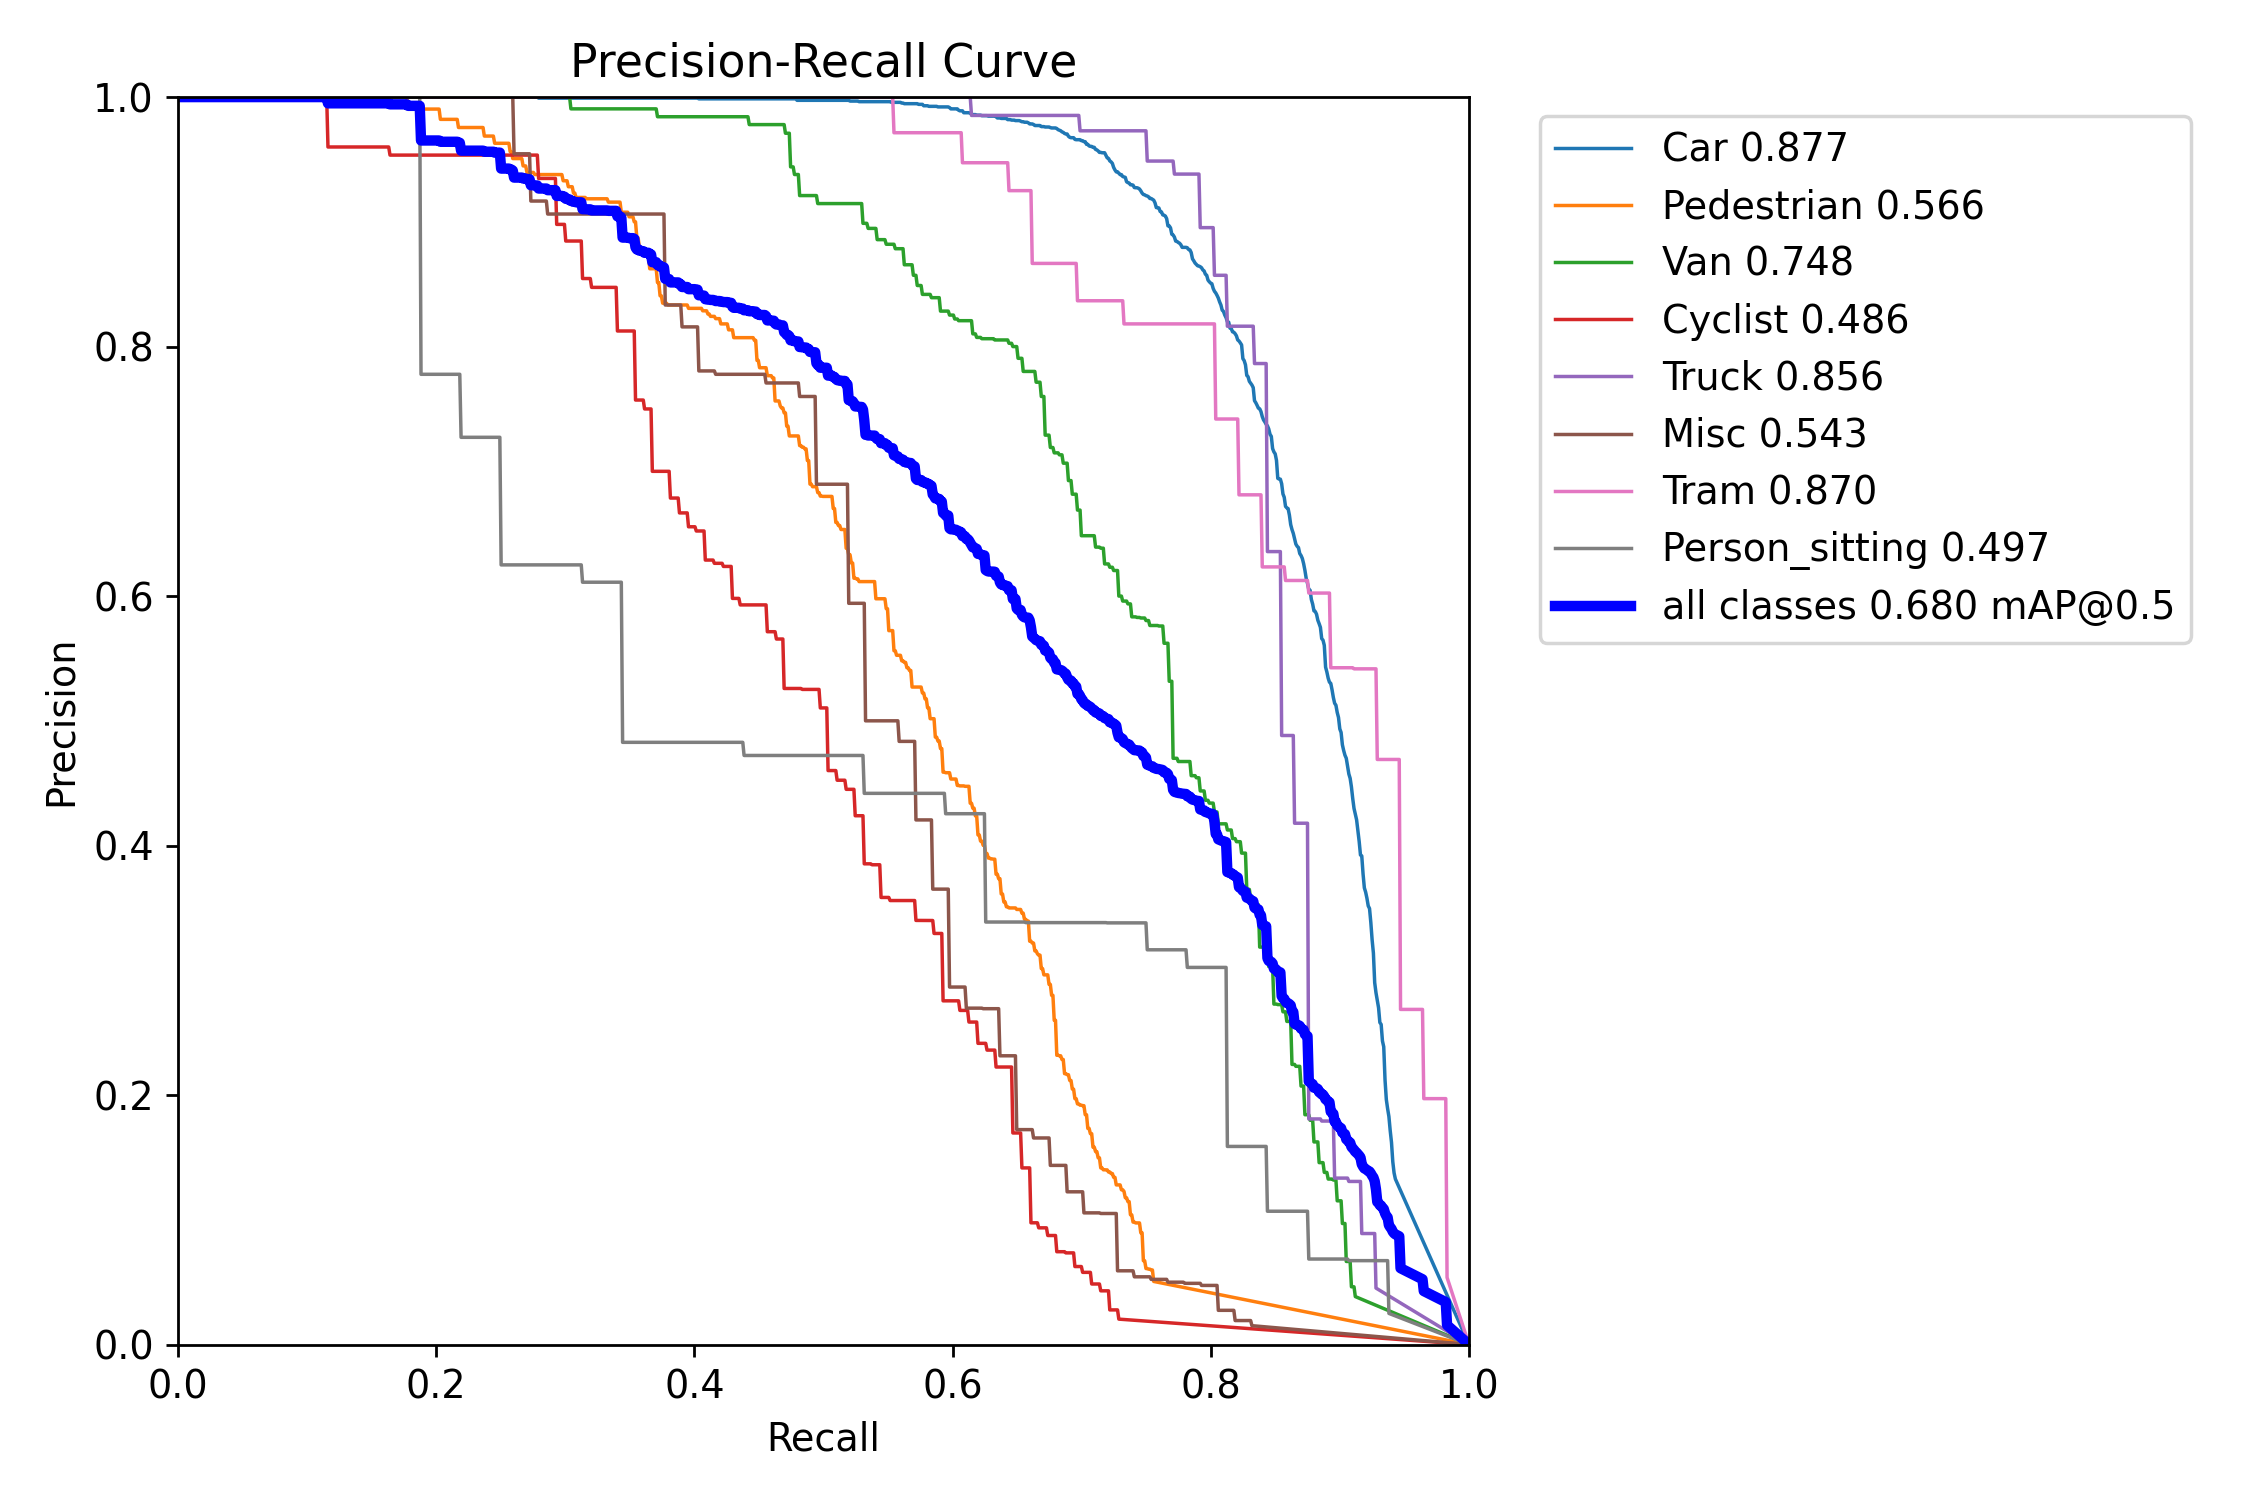 Precision-Recall Curve
1.0
0.8
0.6
0.4
0.2
0.0
Precision
0.0 0.2 0.4 0.6 0.8 1.0
Recall
Car 0.877
Pedestrian 0.566
Van 0.748
Cyclist 0.486
Truck 0.856
Misc 0.543
Tram 0.870
Person_sitting 0.497
all classes 0.680 mAP@0.5